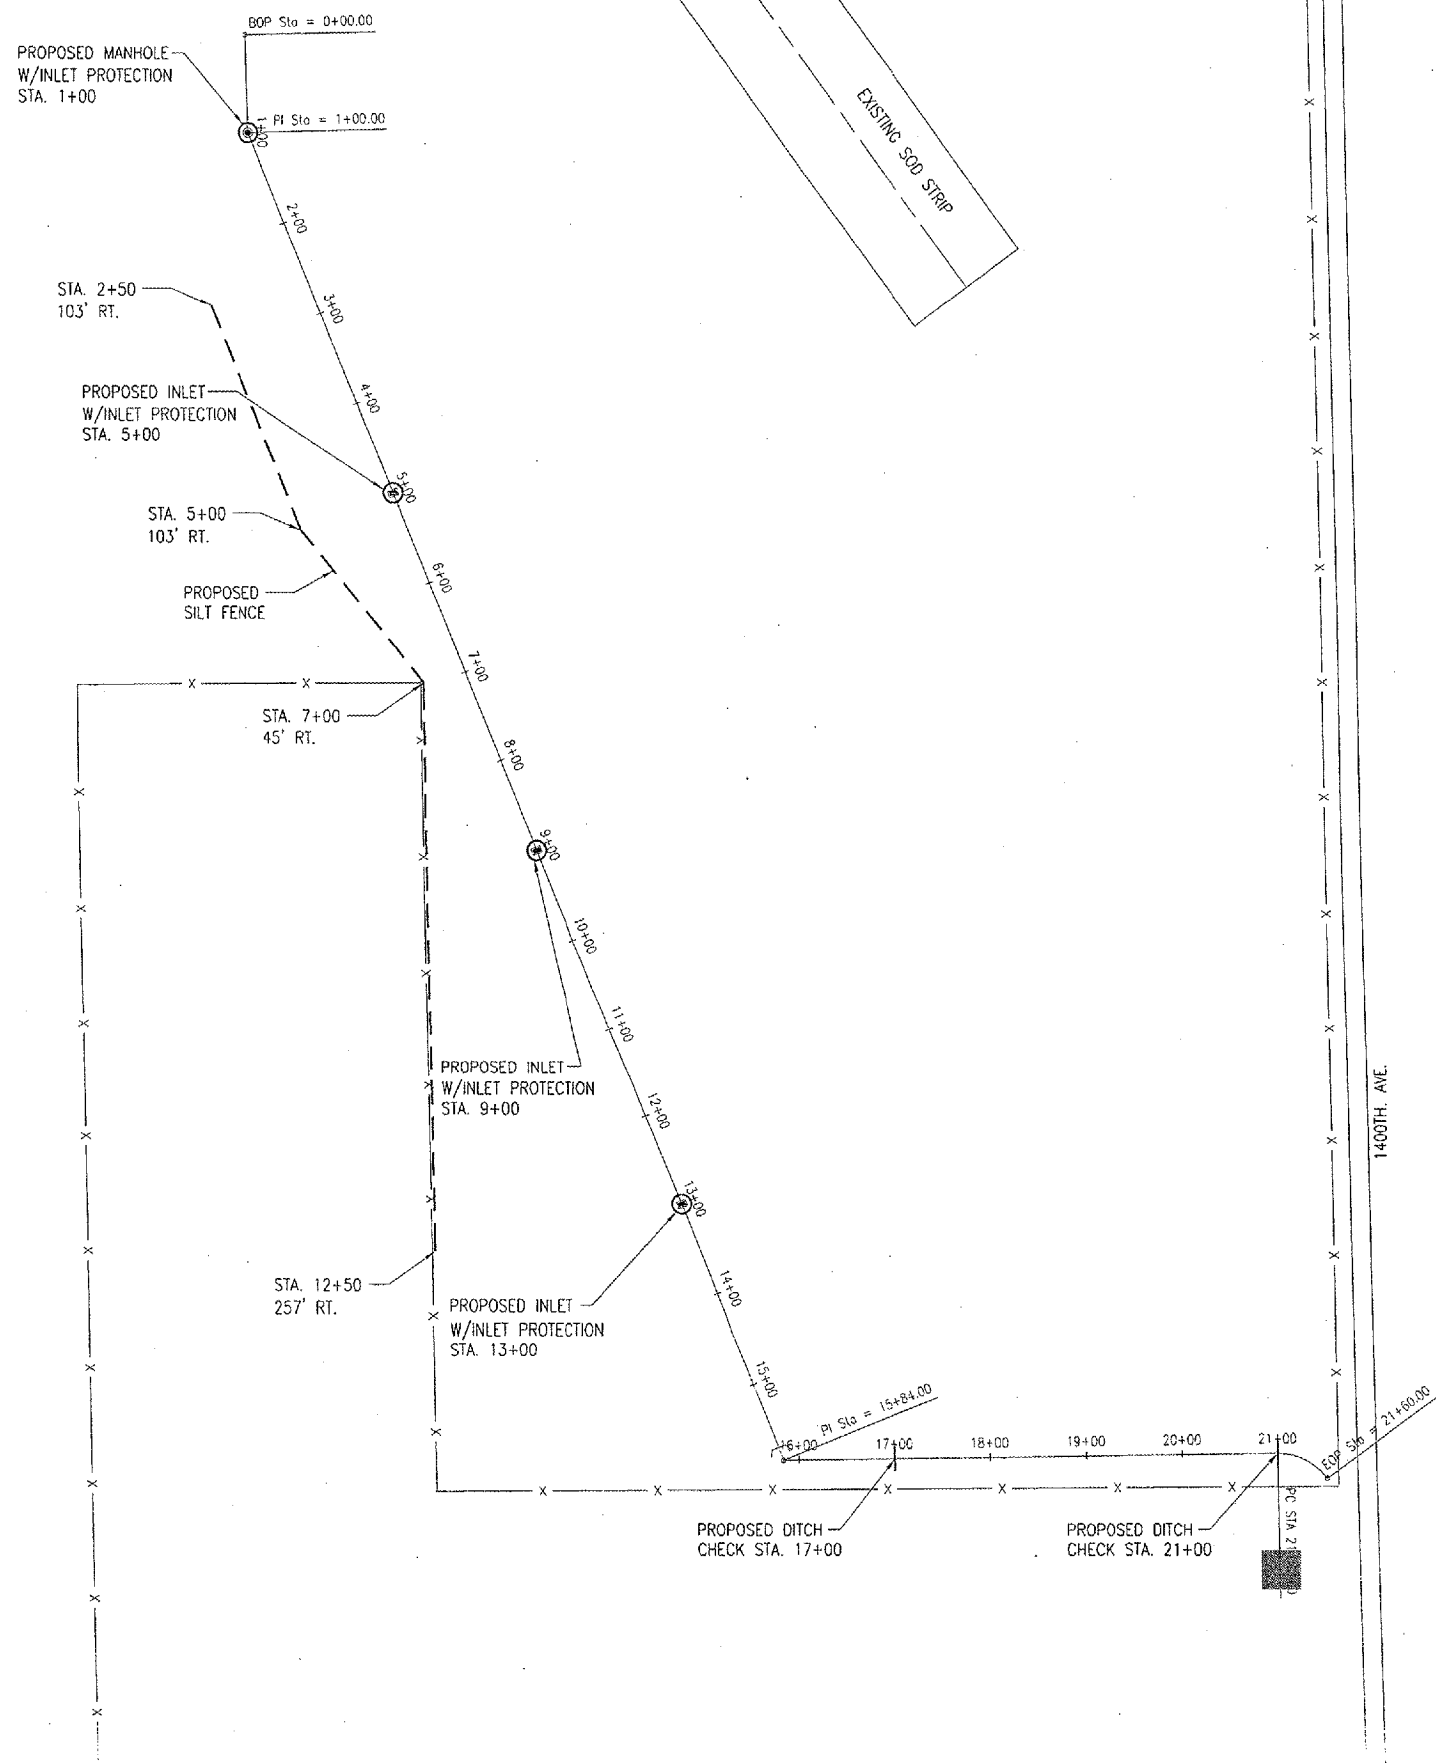 BOP Sta = 0+00.00
PROPOSED MANHOLE
W/INLET PROTECTION
STA. 1+00
1+00
PI Sta = 1+00.00
EXISTING SOD STRIP
2+00
STA. 2+50
103' RT.
3+00
PROPOSED INLET
W/INLET PROTECTION
STA. 5+00
4+00
5+00
STA. 5+00
103' RT.
PROPOSED
SILT FENCE
6+00
7+00
STA. 7+00
45' RT.
8+00
9+00
10+00
11+00
PROPOSED INLET
W/INLET PROTECTION
STA. 9+00
12+00
1400TH. AVE.
13+00
STA. 12+50
257' RT.
PROPOSED INLET
W/INLET PROTECTION
STA. 13+00
14+00
15+00
PI Sta = 15+84.00
16+00
17+00
18+00
19+00
20+00
21+00
EOP Sta = 21+60.00
PROPOSED DITCH
CHECK STA. 17+00
PROPOSED DITCH
CHECK STA. 21+00
PC STA